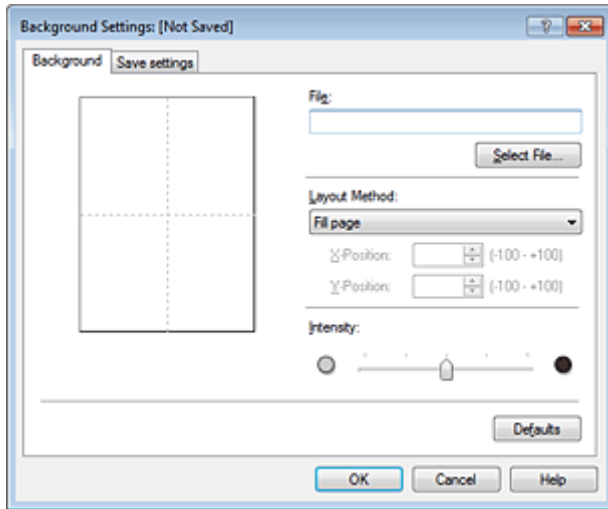 Background Settings: [Not Saved]
Background
Save settings
File:
Select File...
Layout Method:
Fill page
X-Position: (-100 - +100)
Y-Position: (-100 - +100)
Intensity:
Defaults
OK Cancel Help